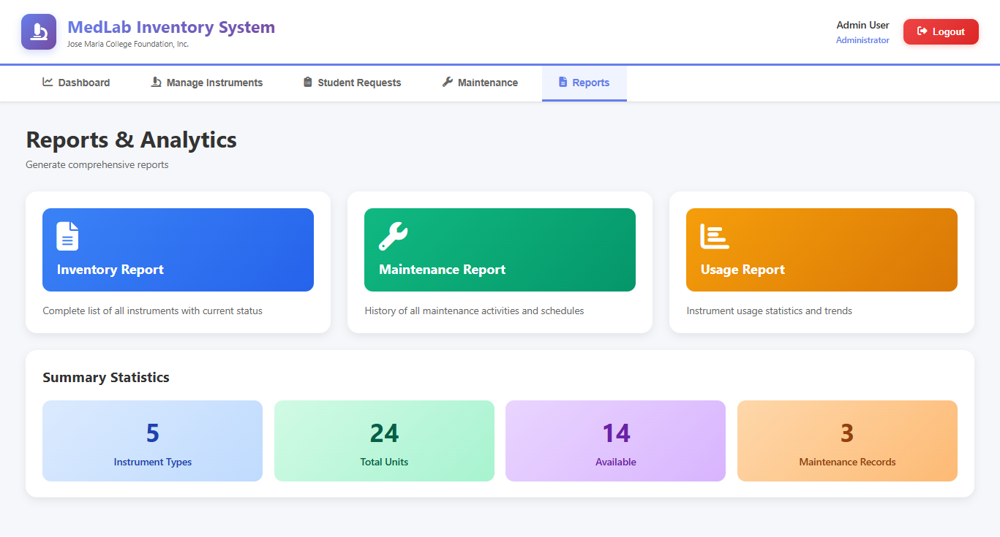 MedLab Inventory System
Jose Maria College Foundation, Inc.
Admin User
Administrator
Logout
Dashboard
Manage Instruments
Student Requests
Maintenance
Reports
Reports & Analytics
Generate comprehensive reports
Inventory Report
Complete list of all instruments with current status
Maintenance Report
History of all maintenance activities and schedules
Usage Report
Instrument usage statistics and trends
Summary Statistics
5
Instrument Types
24
Total Units
14
Available
3
Maintenance Records